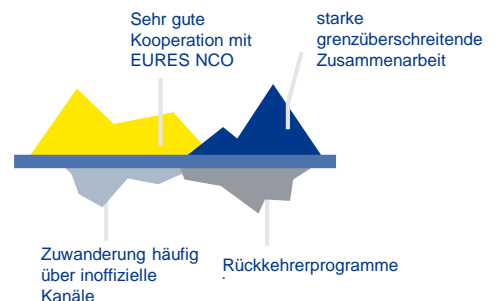 Sehr gute
Kooperation mit
EURES NCO
starke
grenzüberschreitende
Zusammenarbeit
Zuwanderung häufig
über inoffizielle
Kanäle
Rückkehrerprogramme
.